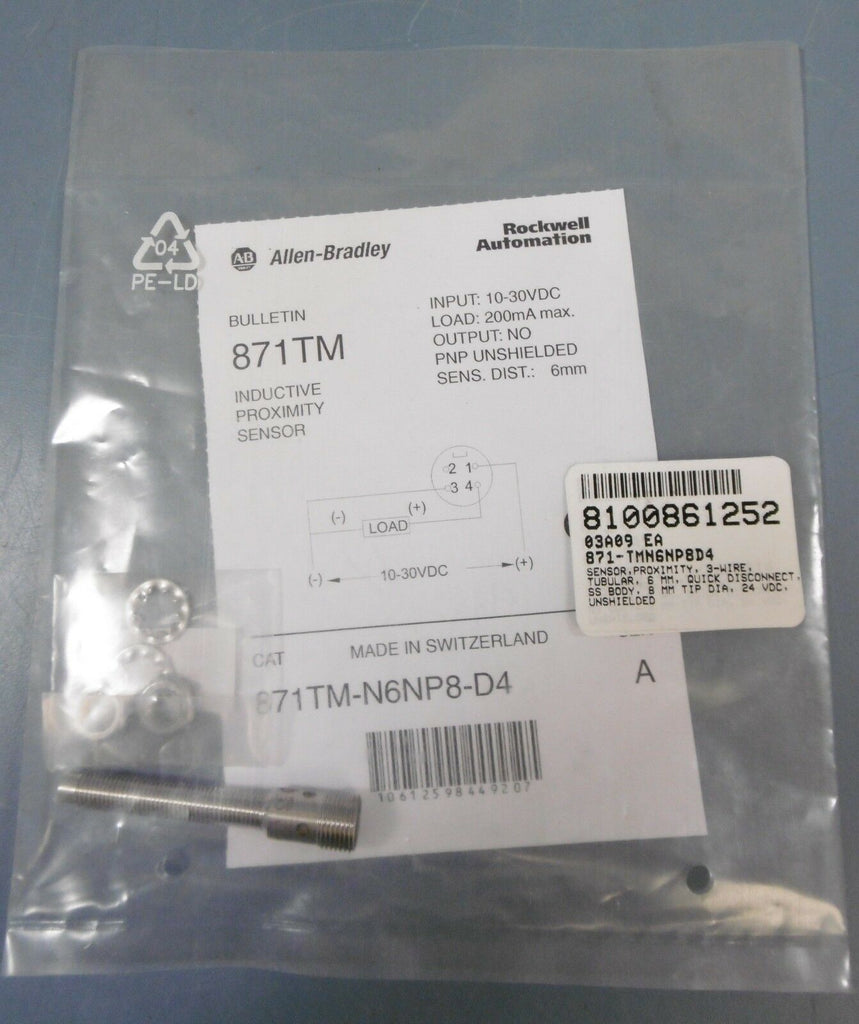 04
PE-LD
AB Allen-Bradley
Rockwell
Automation
BULLETIN
871TM
INDUCTIVE
PROXIMITY
SENSOR
INPUT: 10-30VDC
LOAD: 200mA max.
OUTPUT: NO
PNP UNSHIELDED
SENS. DIST.: 6mm
2 1
3 4
(-)
(+)
LOAD
(-) 10-30VDC (+)
8100861252
03A09 EA
871-TMN6NP8D4
SENSOR,PROXIMITY, 3-WIRE,
TUBULAR, 6 MM, QUICK DISCONNECT,
SS BODY, 8 MM TIP DIA, 24 VDC,
UNSHIELDED
CAT
MADE IN SWITZERLAND
871TM-N6NP8-D4
A
10612598449207